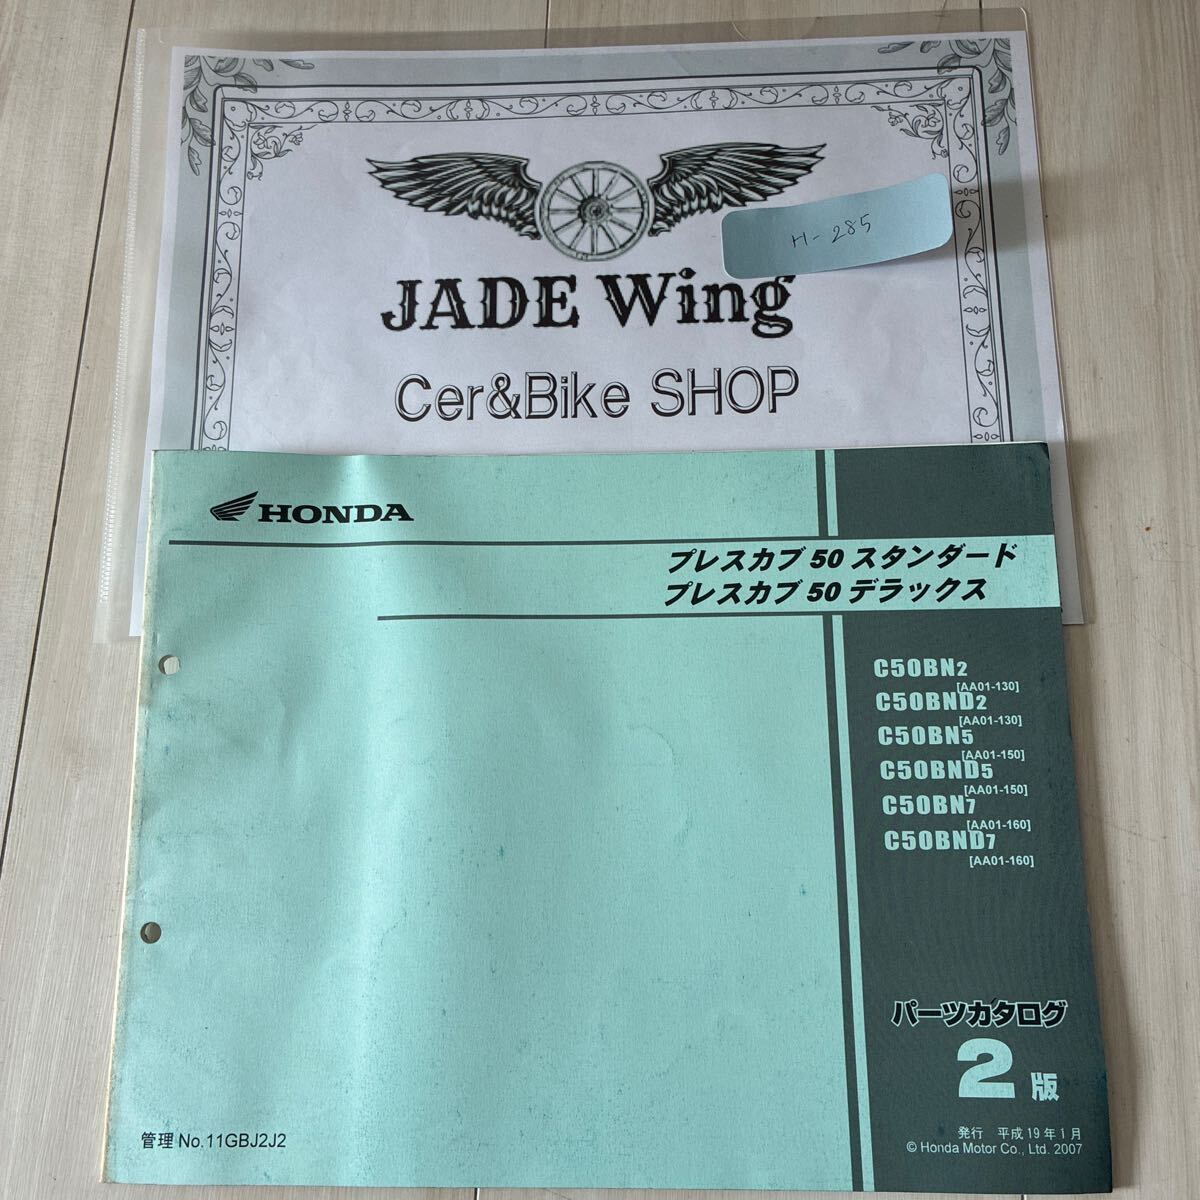 H-285
JADE Wing
Cer&Bike SHOP
HONDA
プレスカブ 50 スタンダード
プレスカブ 50 デラックス
C50BN2
[AA01-130]
C50BND2
[AA01-130]
C50BN5
[AA01-150]
C50BND5
[AA01-150]
C50BN7
[AA01-160]
C50BND7
[AA01-160]
パーツカタログ
2 版
管理 No.11GBJ2J2
発行 平成 19 年 1 月
© Honda Motor Co., Ltd. 2007